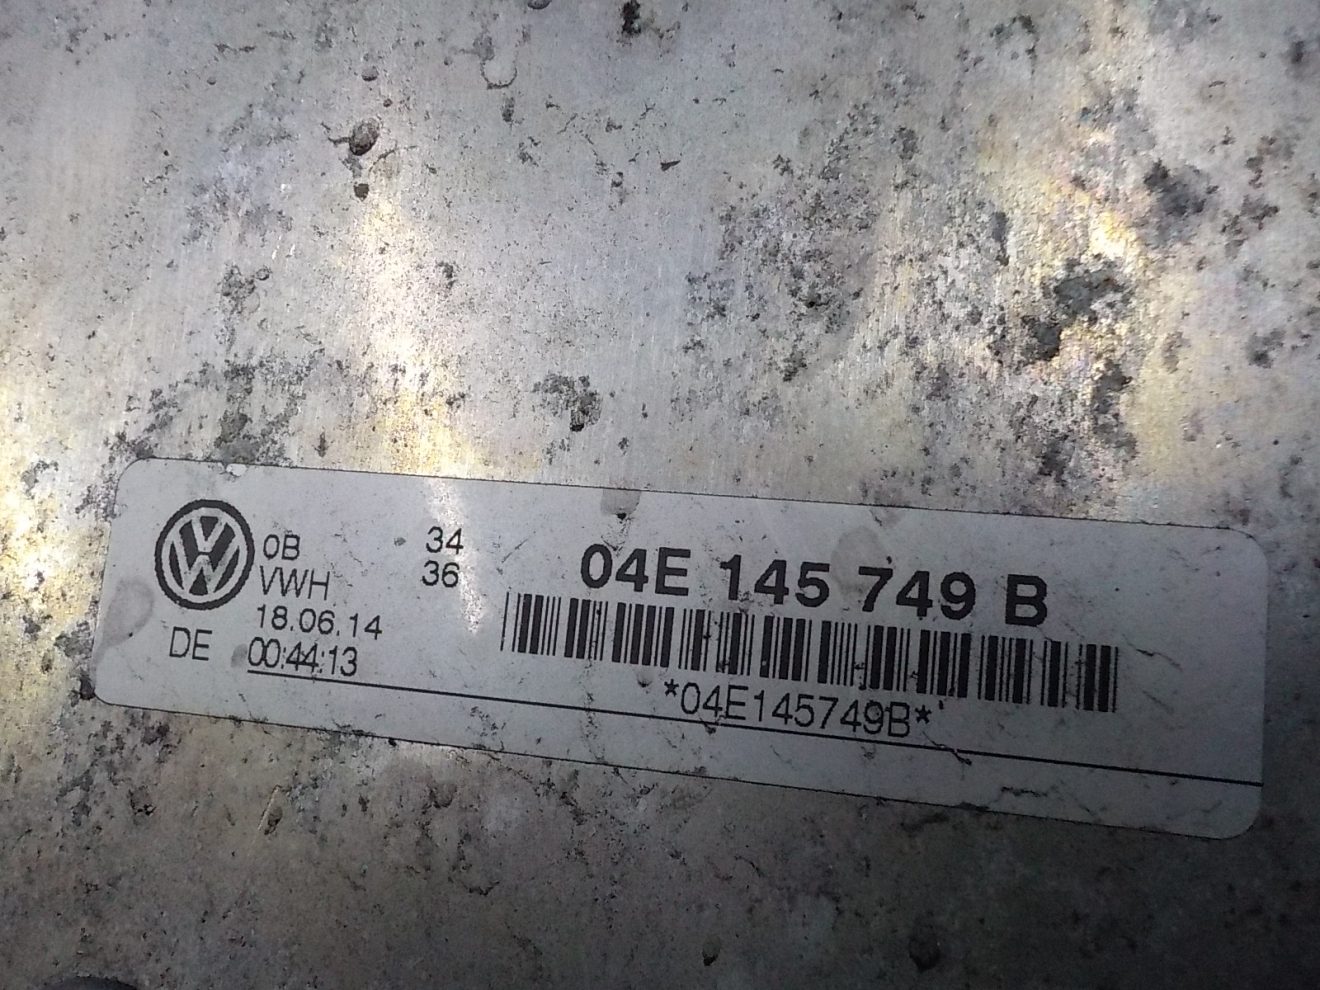 0B 34
VWH 36
18.06.14
DE 00:44:13
04E 145 749 B
*04E145749B*